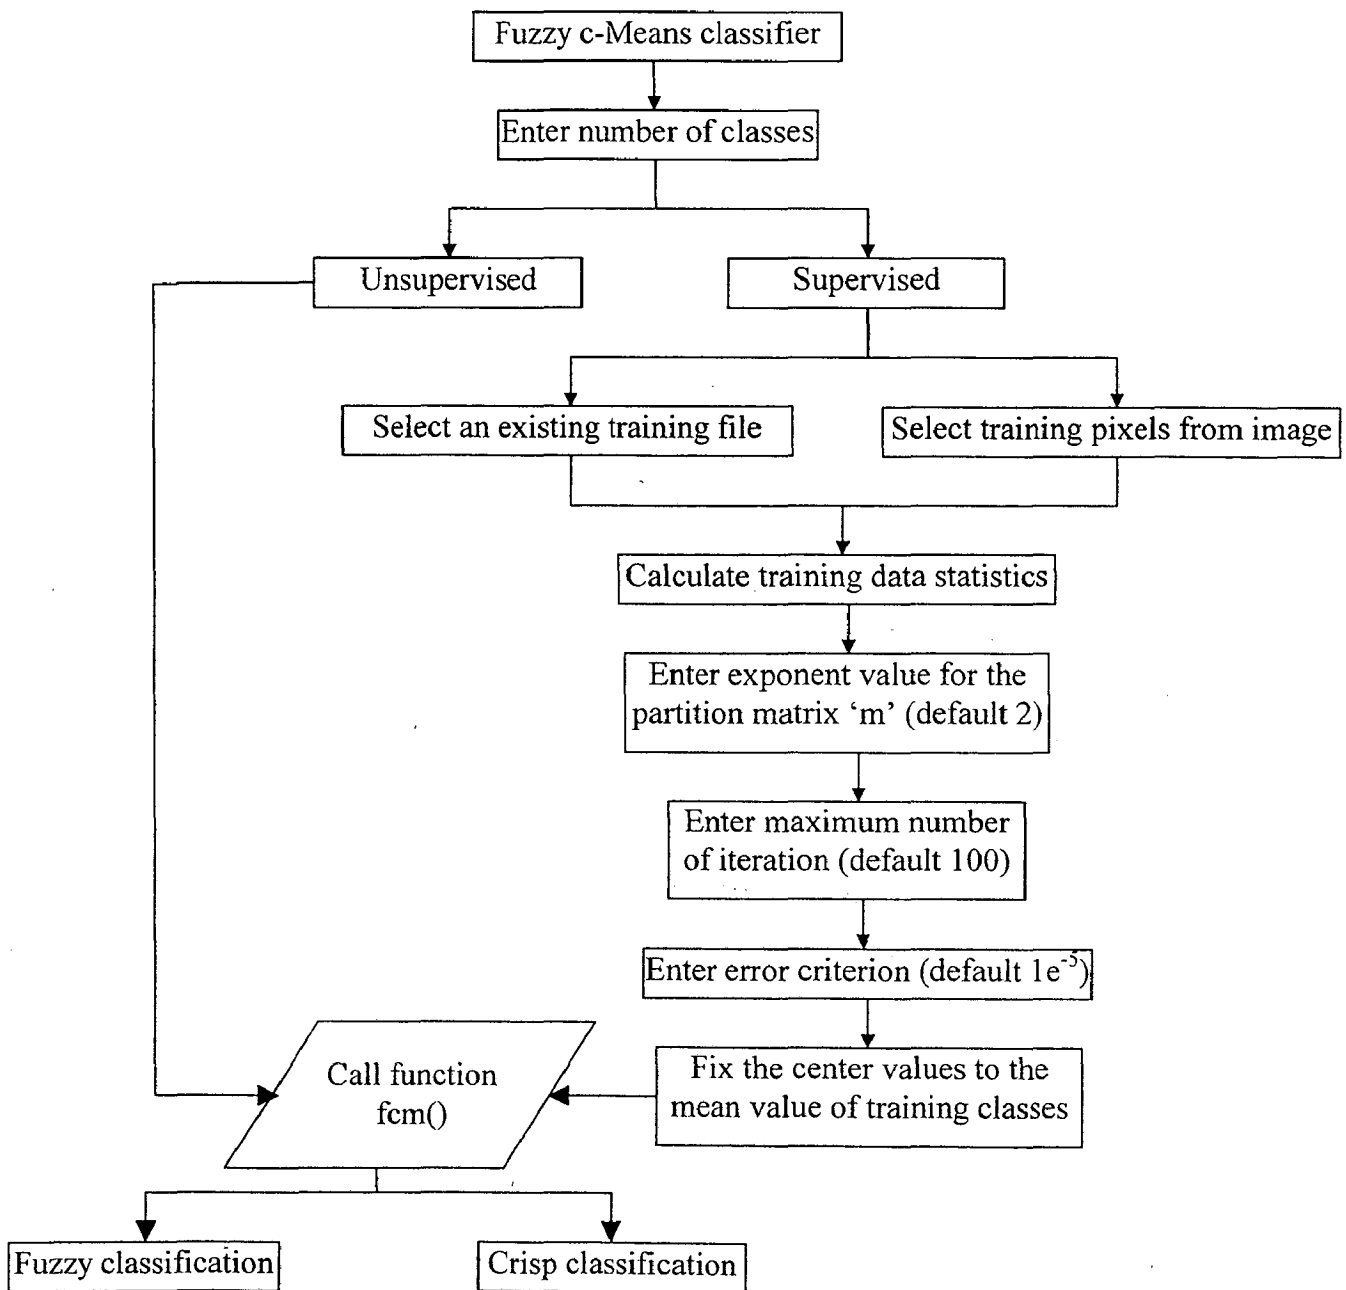 Fuzzy c-Means classifier
Enter number of classes
Unsupervised
Supervised
Select an existing training file
Select training pixels from image
Calculate training data statistics
Enter exponent value for the
partition matrix ‘m’ (default 2)
Enter maximum number
of iteration (default 100)
Enter error criterion (default 1e⁻⁵)
Fix the center values to the
mean value of training classes
Call function
fcm()
Fuzzy classification
Crisp classification